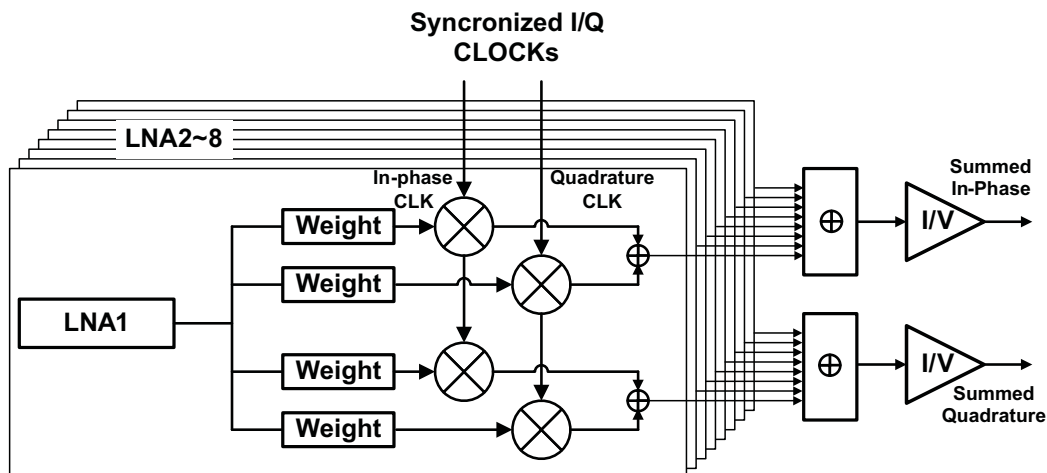 Syncronized I/Q
CLOCKs
LNA2~8
In-phase
CLK
Quadrature
CLK
Weight
Weight
LNA1
Weight
Weight
I/V
Summed
In-Phase
I/V
Summed
Quadrature